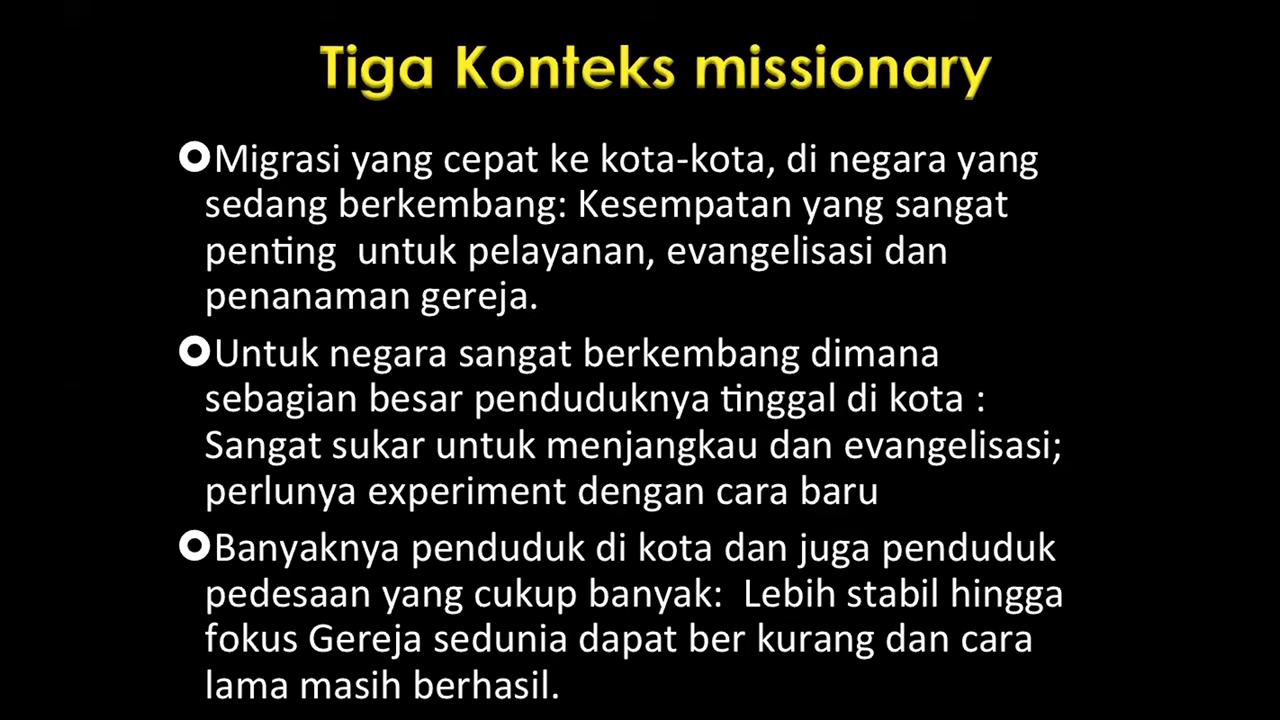 Tiga Konteks missionary
Migrasi yang cepat ke kota-kota, di negara yang
sedang berkembang: Kesempatan yang sangat
penting  untuk pelayanan, evangelisasi dan
penanaman gereja.
Untuk negara sangat berkembang dimana
sebagian besar penduduknya tinggal di kota :
Sangat sukar untuk menjangkau dan evangelisasi;
perlunya experiment dengan cara baru
Banyaknya penduduk di kota dan juga penduduk
pedesaan yang cukup banyak:  Lebih stabil hingga
fokus Gereja sedunia dapat ber kurang dan cara
lama masih berhasil.